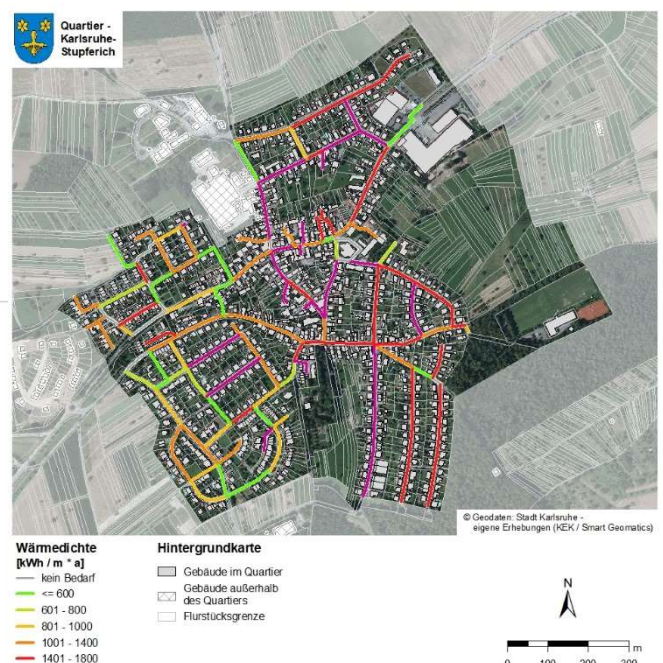 Quartier -
Karlsruhe-
Stupferich
© Geodaten: Stadt Karlsruhe -
eigene Erhebungen (KEK / Smart Geomatics)
Wärmedichte
[kWh / m * a]
kein Bedarf
<= 600
601 - 800
801 - 1000
1001 - 1400
1401 - 1800
Hintergrundkarte
Gebäude im Quartier
Gebäude außerhalb
des Quartiers
Flurstücksgrenze
N
m
0 100 200 300